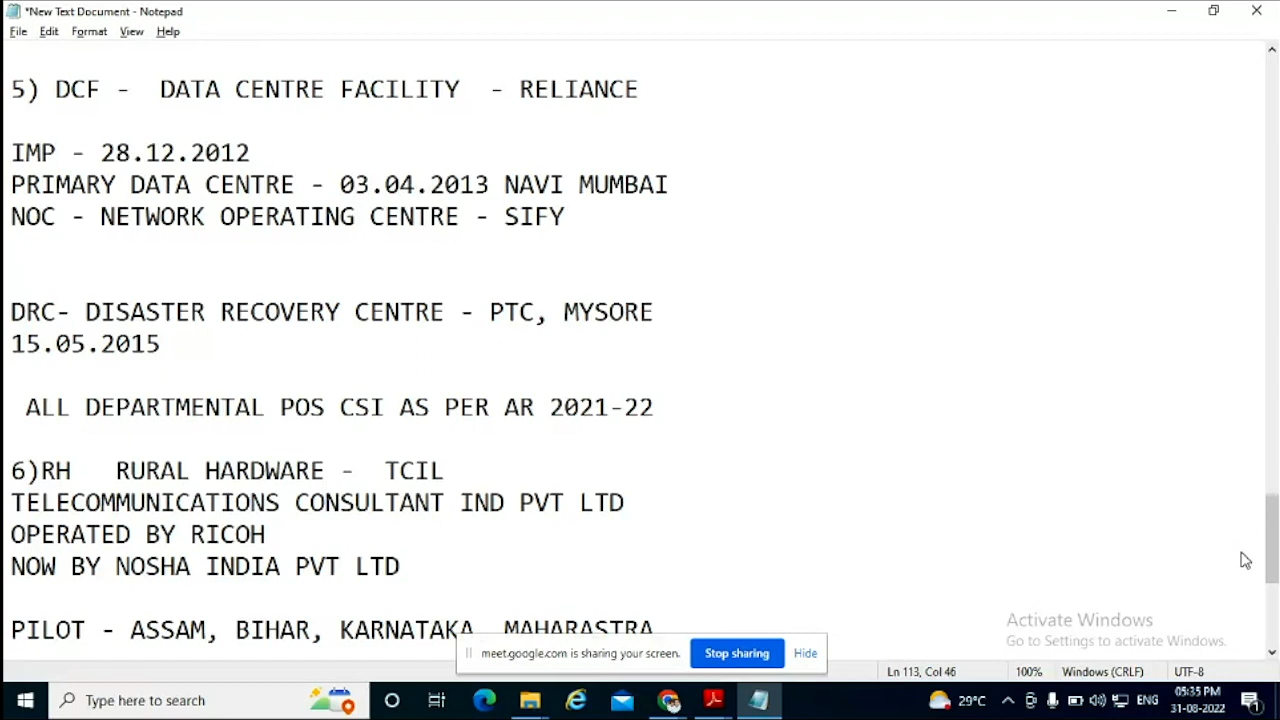 *New Text Document - Notepad
File Edit Format View Help
5) DCF - DATA CENTRE FACILITY - RELIANCE
IMP - 28.12.2012
PRIMARY DATA CENTRE - 03.04.2013 NAVI MUMBAI
NOC - NETWORK OPERATING CENTRE - SIFY
DRC- DISASTER RECOVERY CENTRE - PTC, MYSORE
15.05.2015
ALL DEPARTMENTAL POS CSI AS PER AR 2021-22
6)RH RURAL HARDWARE - TCIL
TELECOMMUNICATIONS CONSULTANT IND PVT LTD
OPERATED BY RICOH
NOW BY NOSHA INDIA PVT LTD
PILOT - ASSAM, BIHAR, KARNATAKA, MAHARASTRA
Activate Windows
Go to Settings to activate Windows.
meet.google.com is sharing your screen. Stop sharing Hide
Ln 113, Col 46 100% Windows (CRLF) UTF-8
Type here to search 29°C ENG 05:35 PM
31-08-2022 1